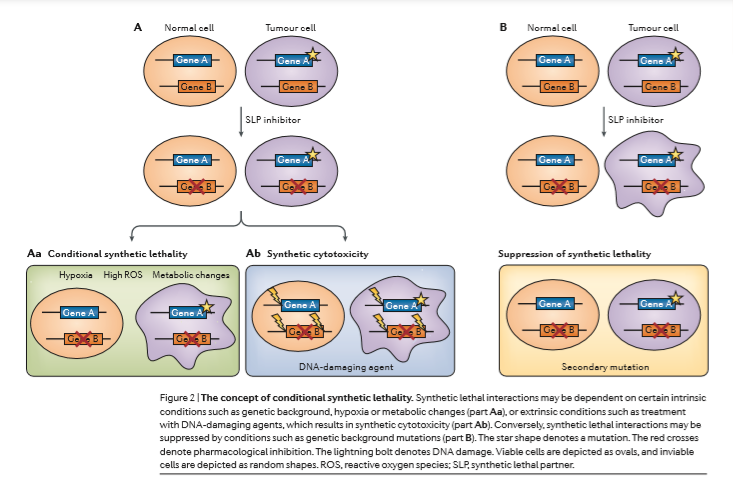 A Normal cell Tumour cell
Gene A Gene A
Gene B Gene B
SLP inhibitor
Gene A Gene A
Gene B Gene B
Aa Conditional synthetic lethality
Hypoxia High ROS Metabolic changes
Gene A Gene A
Gene B Gene B
Ab Synthetic cytotoxicity
Gene A Gene A
Gene B Gene B
DNA-damaging agent
B Normal cell Tumour cell
Gene A Gene A
Gene B Gene B
SLP inhibitor
Gene A Gene A
Gene B Gene B
Suppression of synthetic lethality
Gene A Gene A
Gene B Gene B
Secondary mutation
Figure 2 | The concept of conditional synthetic lethality. Synthetic lethal interactions may be dependent on certain intrinsic
conditions such as genetic background, hypoxia or metabolic changes (part Aa), or extrinsic conditions such as treatment
with DNA-damaging agents, which results in synthetic cytotoxicity (part Ab). Conversely, synthetic lethal interactions may be
suppressed by conditions such as genetic background mutations (part B). The star shape denotes a mutation. The red crosses
denote pharmacological inhibition. The lightning bolt denotes DNA damage. Viable cells are depicted as ovals, and inviable
cells are depicted as random shapes. ROS, reactive oxygen species; SLP, synthetic lethal partner.